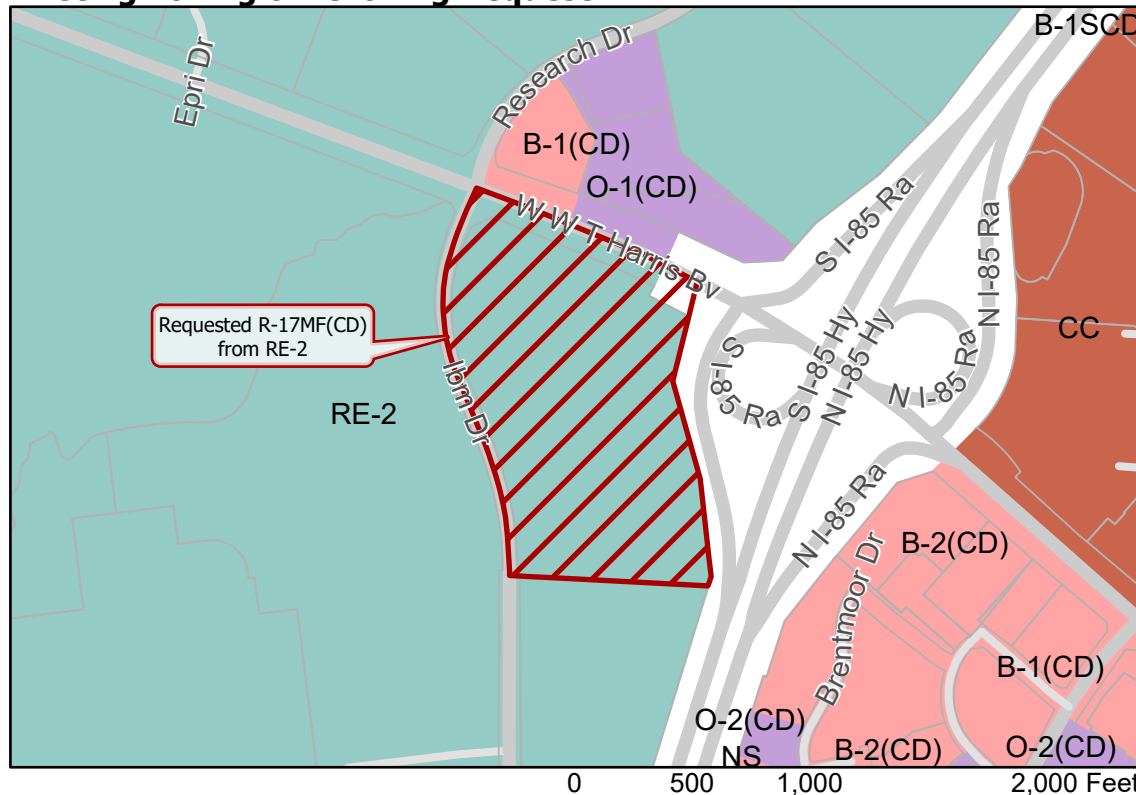 B-1SCD
Research Dr
Epri Dr
B-1(CD)
O-1(CD)
W W T Harris Bv
S I-85 Ra
N I-85 Ra
Requested R-17MF(CD)
from RE-2
CC
S I-85 Ra
S I-85 Hy
N I-85 Hy
N I-85 Ra
Ibm Dr
RE-2
N I-85 Ra
B-2(CD)
Brentmoor Dr
B-1(CD)
O-2(CD)
NS
B-2(CD)
O-2(CD)
0 500 1,000 2,000 Feet